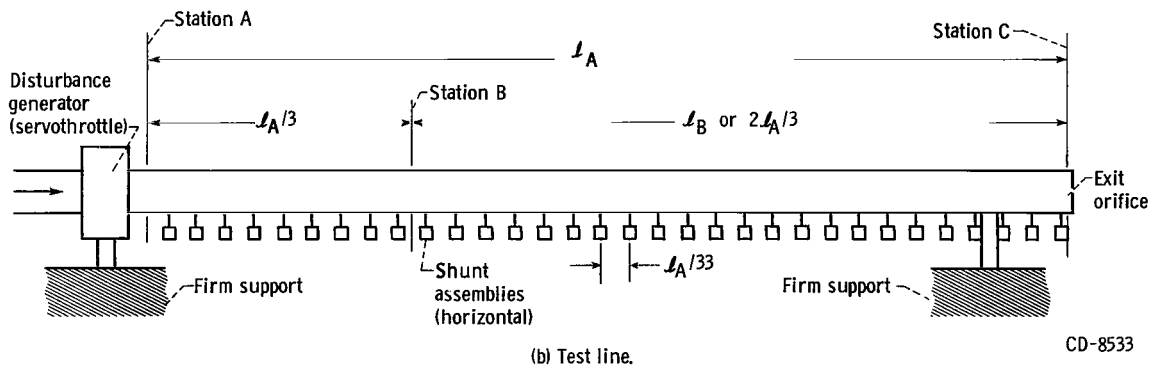 Station A
Station C
ℓA
Disturbance
generator
(servothrottle)
Station B
ℓA/3
ℓB or 2ℓA/3
Exit
orifice
ℓA/33
Shunt
assemblies
(horizontal)
Firm support
Firm support
(b) Test line.
CD-8533